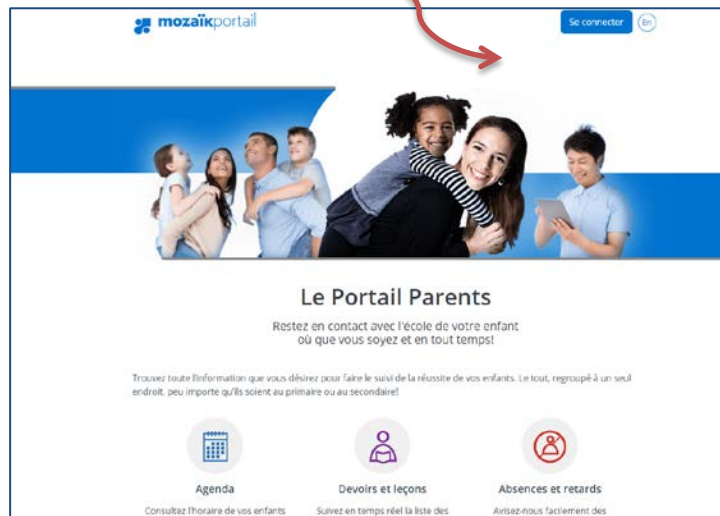 mozaïkportail
Se connecter
En
Le Portail Parents
Restez en contact avec l'école de votre enfant
où que vous soyez et en tout temps!
Trouvez toute l'information que vous désirez pour faire le suivi de la réussite de vos enfants. Le tout, regroupé à un seul
endroit, peu importe qu'ils soient au primaire ou au secondaire!
Agenda
Devoirs et leçons
Absences et retards
Consultez l'horaire de vos enfants
Suivez en temps réel la liste des
Avisez-nous facilement des